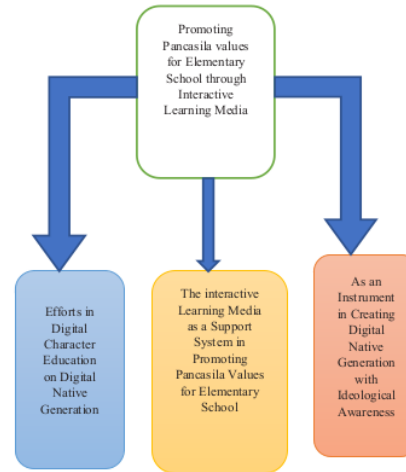 Promoting
Pancasila values
for Elementary
School through
Interactive
Learning Media
Efforts in
Digital
Character
Education
on Digital
Native
Generation
The interactive
Learning Media
as a Support
System in
Promoting
Pancasila Values
for Elementary
School
As an
Instrument
in Creating
Digital
Native
Generation
with
Ideological
Awareness